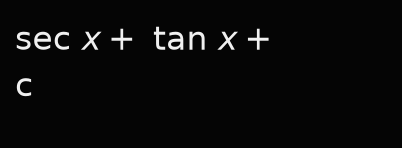 sec x + tan x +
c